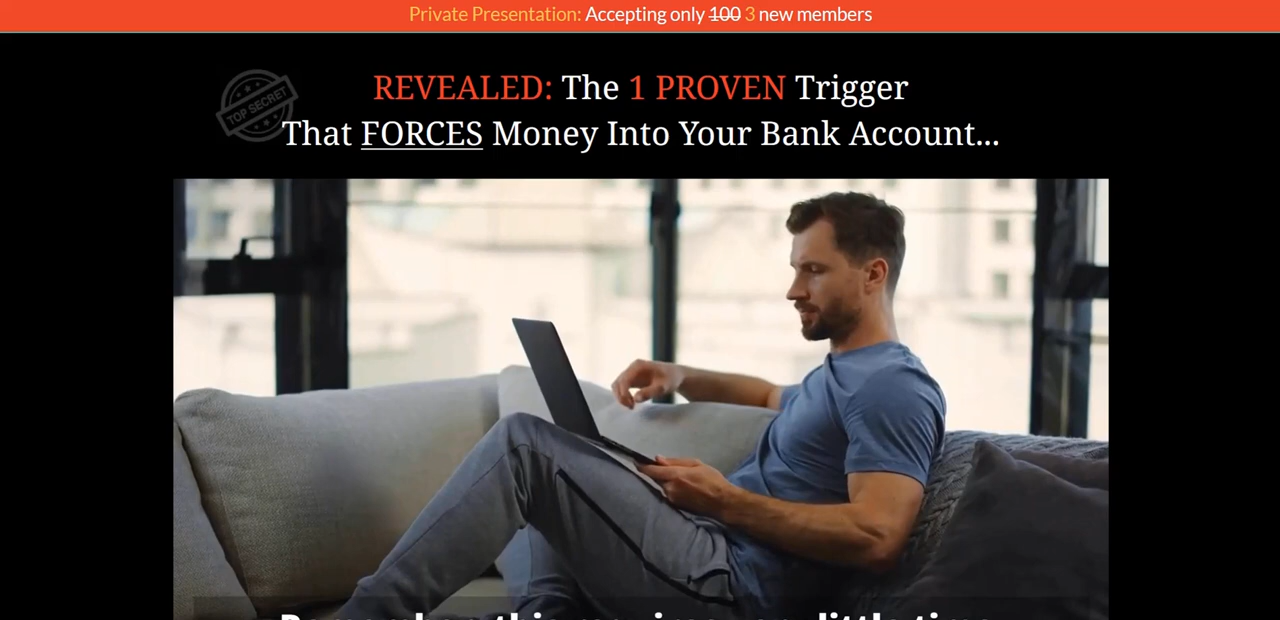 Private Presentation: Accepting only 100 3 new members
TOP SECRET
REVEALED: The 1 PROVEN Trigger
That FORCES Money Into Your Bank Account...